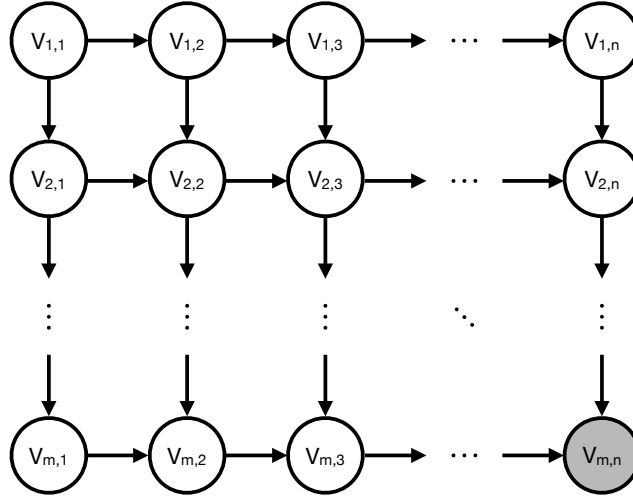 V1,1 V1,2 V1,3 ··· V1,n
V2,1 V2,2 V2,3 ··· V2,n
⋮ ⋮ ⋮ ⋱ ⋮
Vm,1 Vm,2 Vm,3 ··· Vm,n